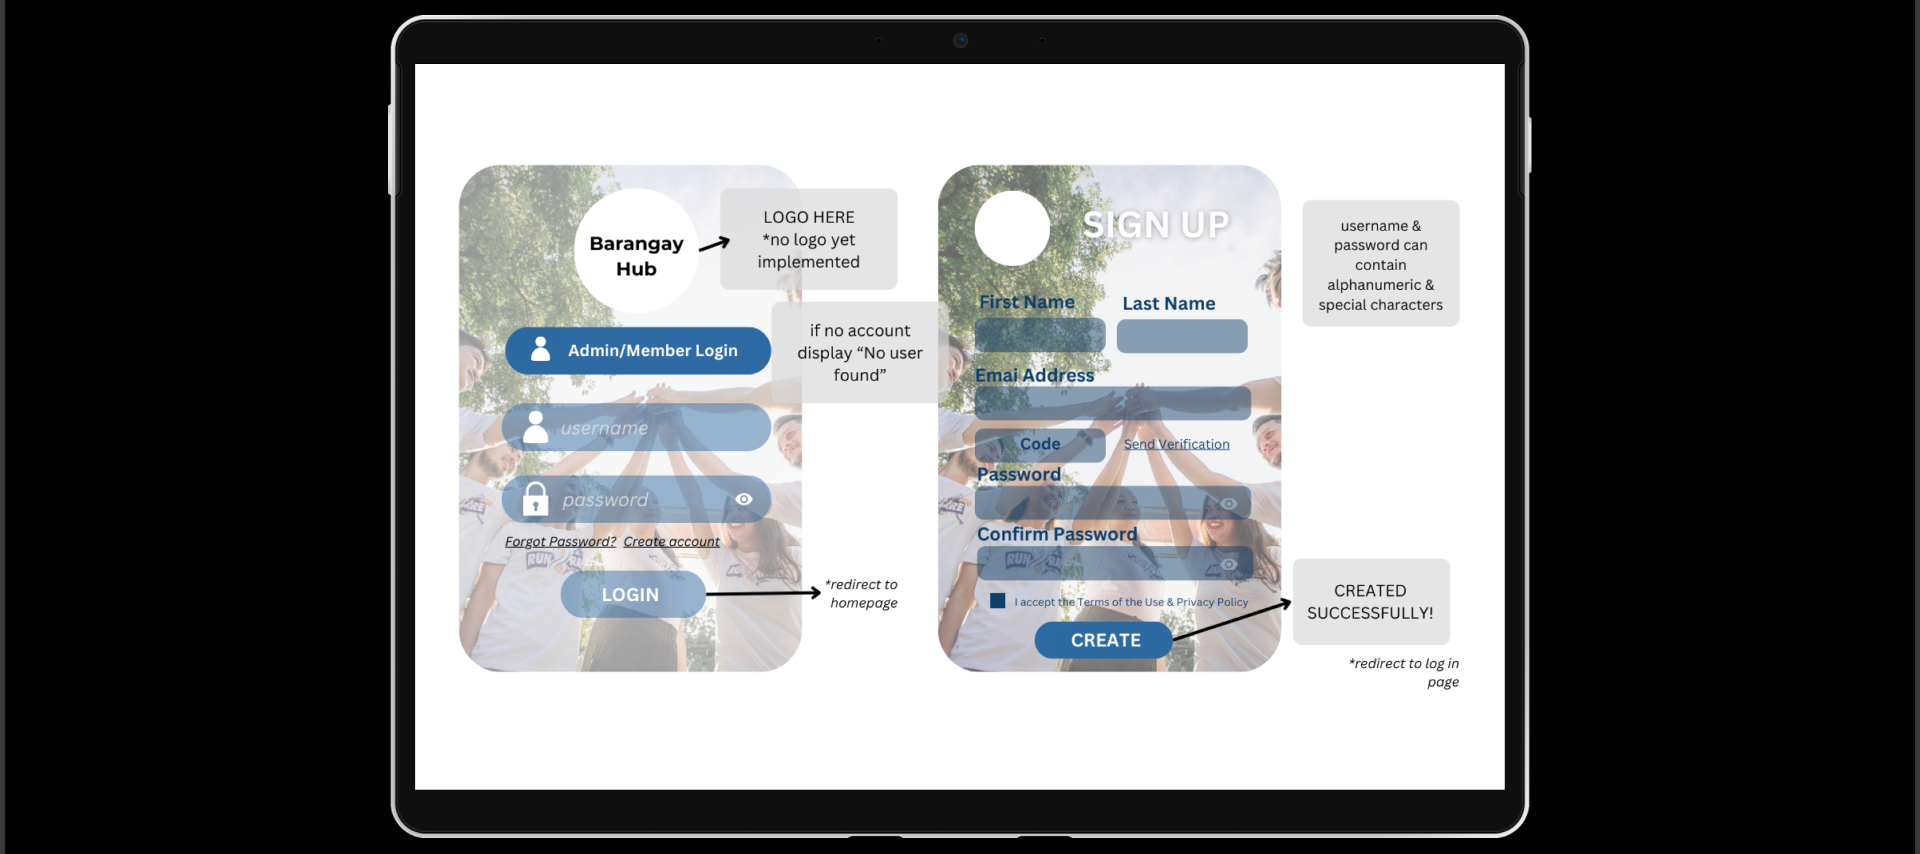 Barangay
Hub
LOGO HERE
*no logo yet
implemented
Admin/Member Login
if no account
display “No user
found”
username
password
Forgot Password? Create account
LOGIN
*redirect to
homepage
SIGN UP
First Name
Last Name
Emai Address
Code
Send Verification
Password
Confirm Password
I accept the Terms of the Use & Privacy Policy
CREATE
username &
password can
contain
alphanumeric &
special characters
CREATED
SUCCESSFULLY!
*redirect to log in
page
RUN
RUN